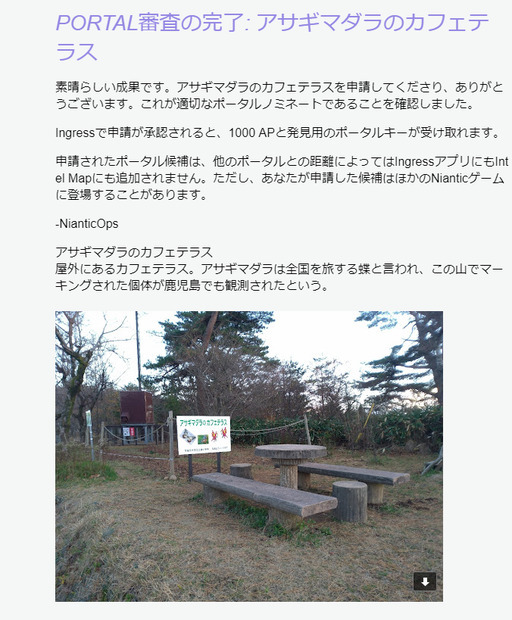 PORTAL審査の完了: アサギマダラのカフェテ
ラス
素晴らしい成果です。アサギマダラのカフェテラスを申請してくださり、ありがと
うございます。これが適切なポータルノミネートであることを確認しました。
Ingressで申請が承認されると、1000 APと発見用のポータルキーが受け取れます。
申請されたポータル候補は、他のポータルとの距離によってはIngressアプリにもInt
el Mapにも追加されません。ただし、あなたが申請した候補はほかのNianticゲーム
に登場することがあります。
-NianticOps
アサギマダラのカフェテラス
屋外にあるカフェテラス。アサギマダラは全国を旅する蝶と言われ、この山でマー
キングされた個体が鹿児島でも観測されたという。
アサギマダラのカフェテラス